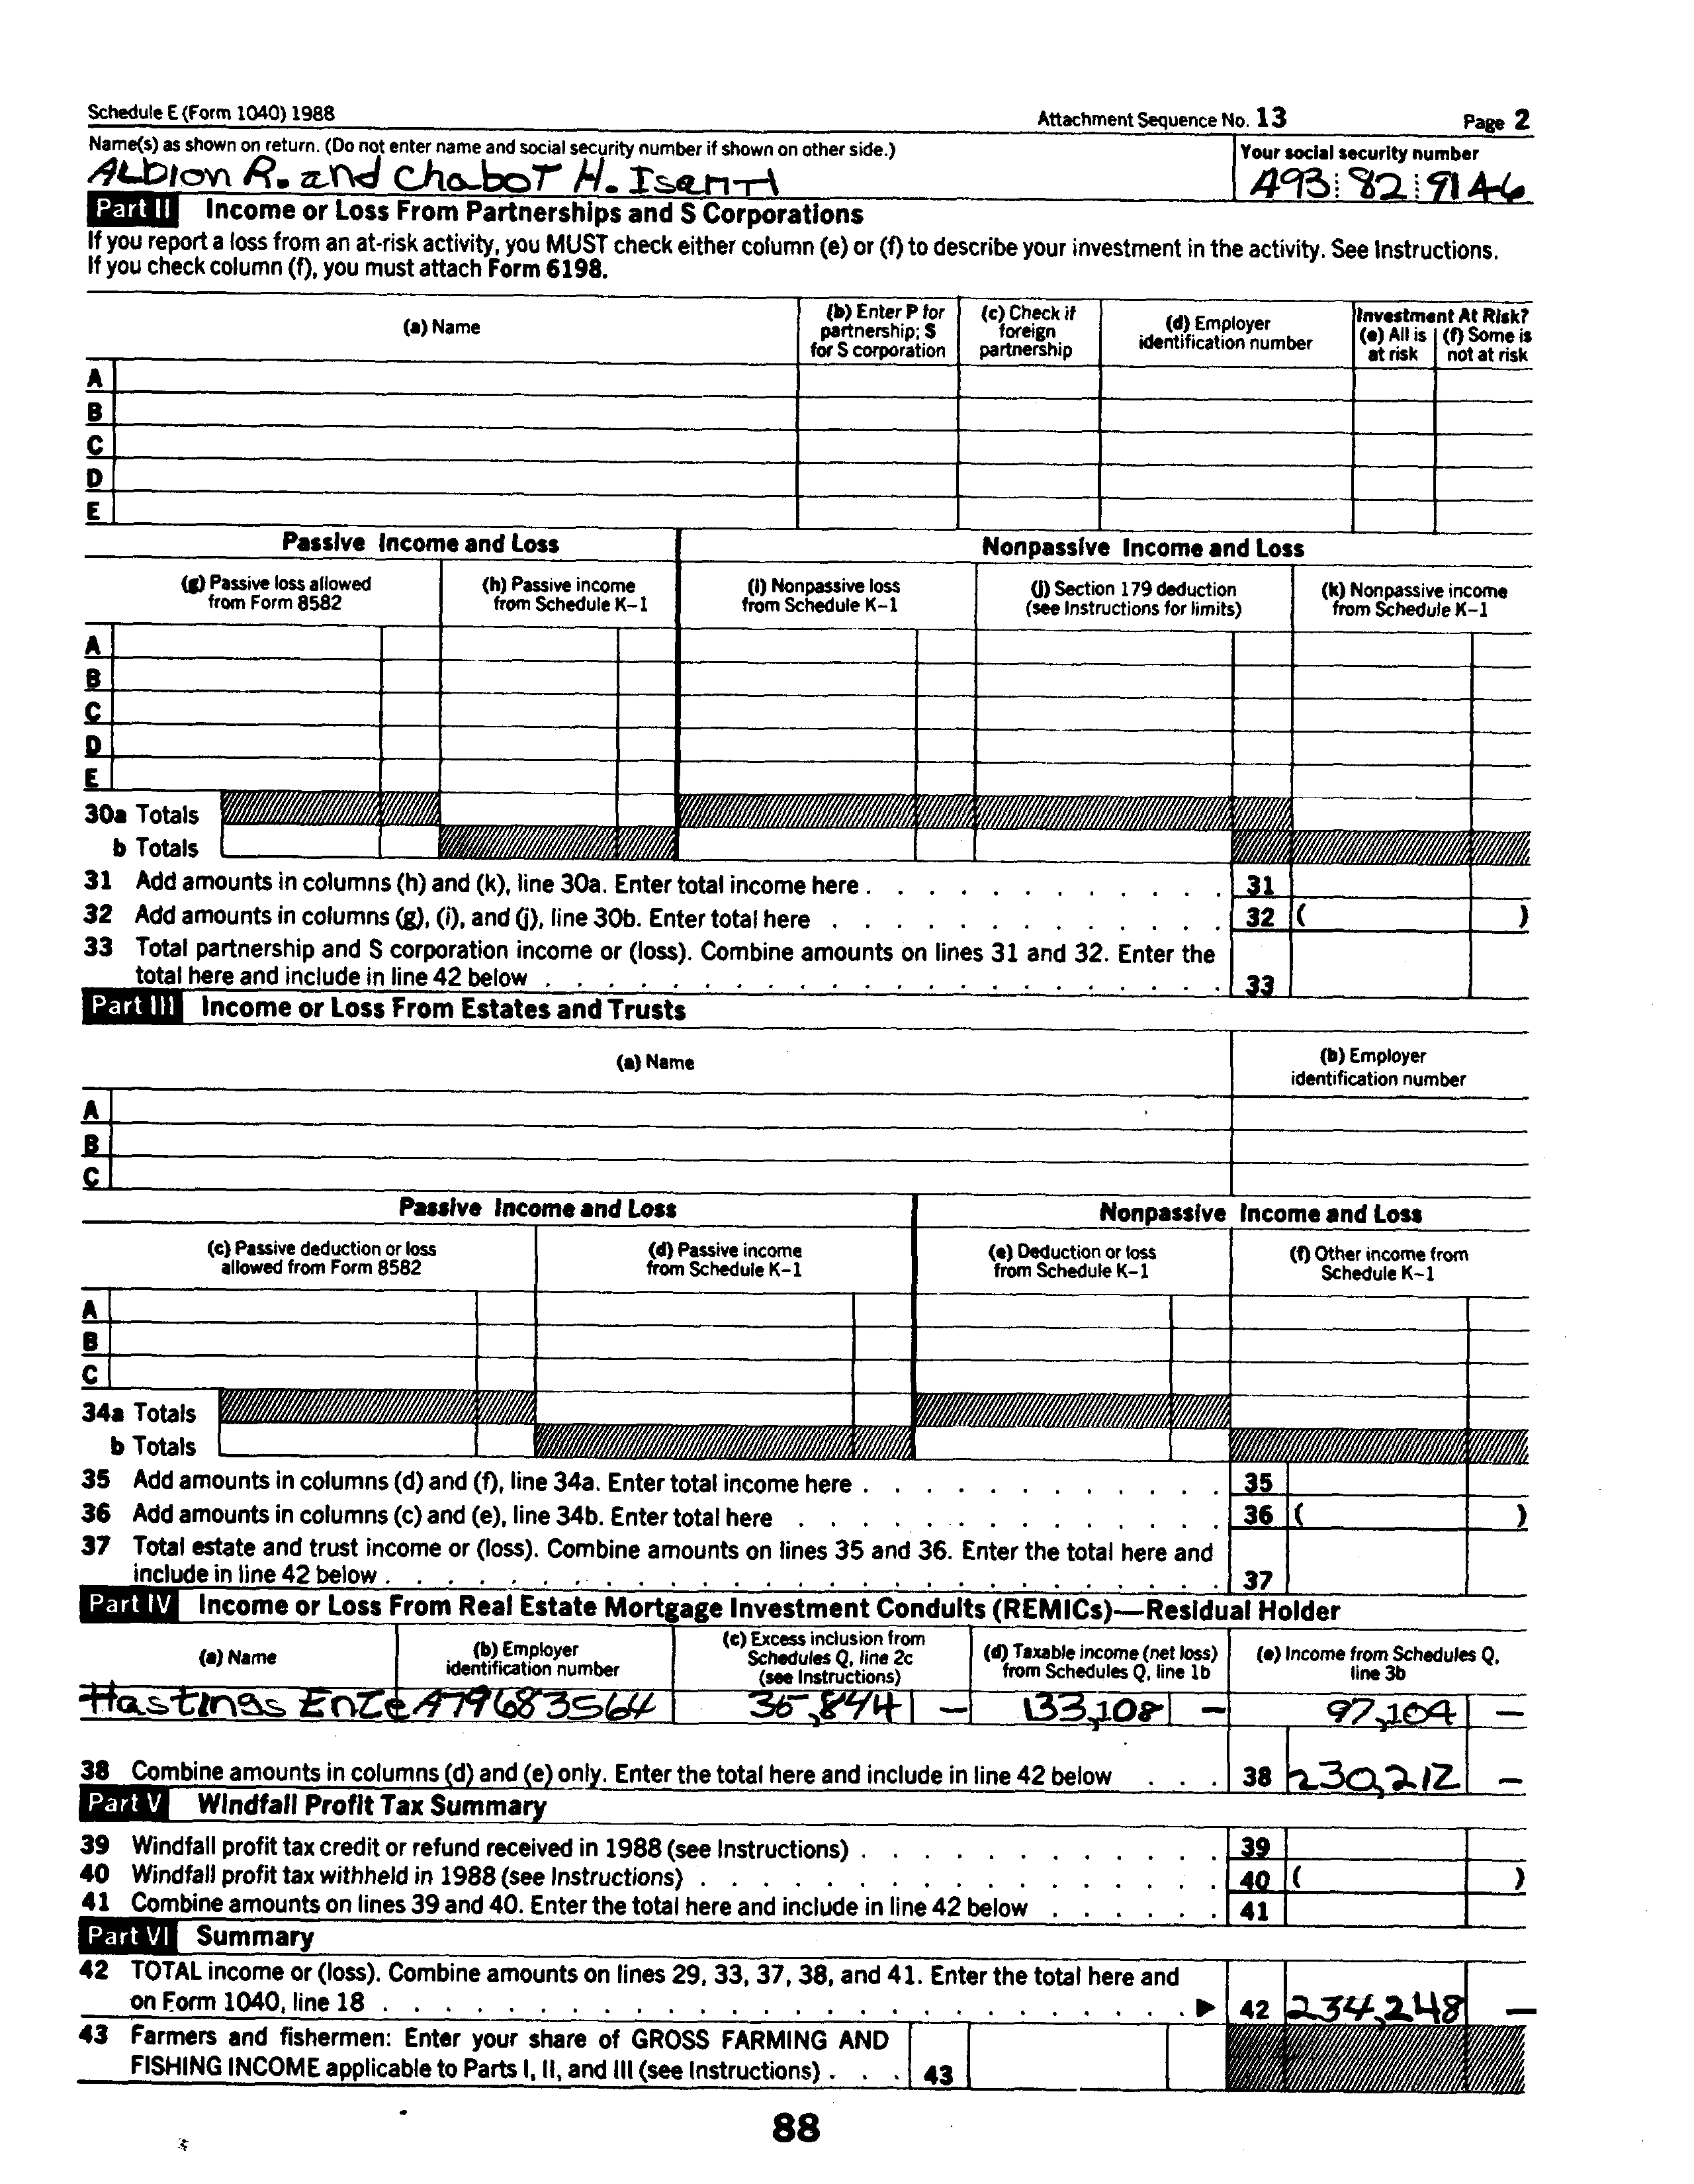 Schedule E (Form 1040) 1988 Attachment Sequence No. 13 Page 2
Name(s) as shown on return. (Do not enter name and social security number if shown on other side.) Your social security number
Albion R. and Chabot H. Isanti A93 82 91A6
Part II Income or Loss From Partnerships and S Corporations
If you report a loss from an at-risk activity, you MUST check either column (e) or (f) to describe your investment in the activity. See Instructions.
If you check column (f), you must attach Form 6198.
(a) Name (b) Enter P for partnership; S for S corporation (c) Check if foreign partnership (d) Employer identification number Investment At Risk? (e) All is at risk (f) Some is not at risk
A
B
C
D
E
Passive Income and Loss Nonpassive Income and Loss
(g) Passive loss allowed from Form 8582 (h) Passive income from Schedule K-1 (i) Nonpassive loss from Schedule K-1 (j) Section 179 deduction (see Instructions for limits) (k) Nonpassive income from Schedule K-1
A
B
C
D
E
30a Totals
b Totals
31 Add amounts in columns (h) and (k), line 30a. Enter total income here . . . 31
32 Add amounts in columns (g), (i), and (j), line 30b. Enter total here . . . 32 ( )
33 Total partnership and S corporation income or (loss). Combine amounts on lines 31 and 32. Enter the
total here and include in line 42 below . . . 33
Part III Income or Loss From Estates and Trusts
(a) Name (b) Employer identification number
A
B
C
Passive Income and Loss Nonpassive Income and Loss
(c) Passive deduction or loss allowed from Form 8582 (d) Passive income from Schedule K-1 (e) Deduction or loss from Schedule K-1 (f) Other income from Schedule K-1
A
B
C
34a Totals
b Totals
35 Add amounts in columns (d) and (f), line 34a. Enter total income here . . . 35
36 Add amounts in columns (c) and (e), line 34b. Enter total here . . . 36 ( )
37 Total estate and trust income or (loss). Combine amounts on lines 35 and 36. Enter the total here and
include in line 42 below . . . 37
Part IV Income or Loss From Real Estate Mortgage Investment Conduits (REMICs)—Residual Holder
(a) Name (b) Employer identification number (c) Excess inclusion from Schedules Q, line 2c (see Instructions) (d) Taxable income (net loss) from Schedules Q, line 1b (e) Income from Schedules Q, line 3b
Hastings Ente A79683564 35,844 — 133,108 — 97,104 —
38 Combine amounts in columns (d) and (e) only. Enter the total here and include in line 42 below . . . 38 230,212 —
Part V Windfall Profit Tax Summary
39 Windfall profit tax credit or refund received in 1988 (see Instructions) . . . 39
40 Windfall profit tax withheld in 1988 (see Instructions) . . . 40 ( )
41 Combine amounts on lines 39 and 40. Enter the total here and include in line 42 below . . . 41
Part VI Summary
42 TOTAL income or (loss). Combine amounts on lines 29, 33, 37, 38, and 41. Enter the total here and
on Form 1040, line 18 . . . ▶ 42 234,248 —
43 Farmers and fishermen: Enter your share of GROSS FARMING AND
FISHING INCOME applicable to Parts I, II, and III (see Instructions) . . . 43
88